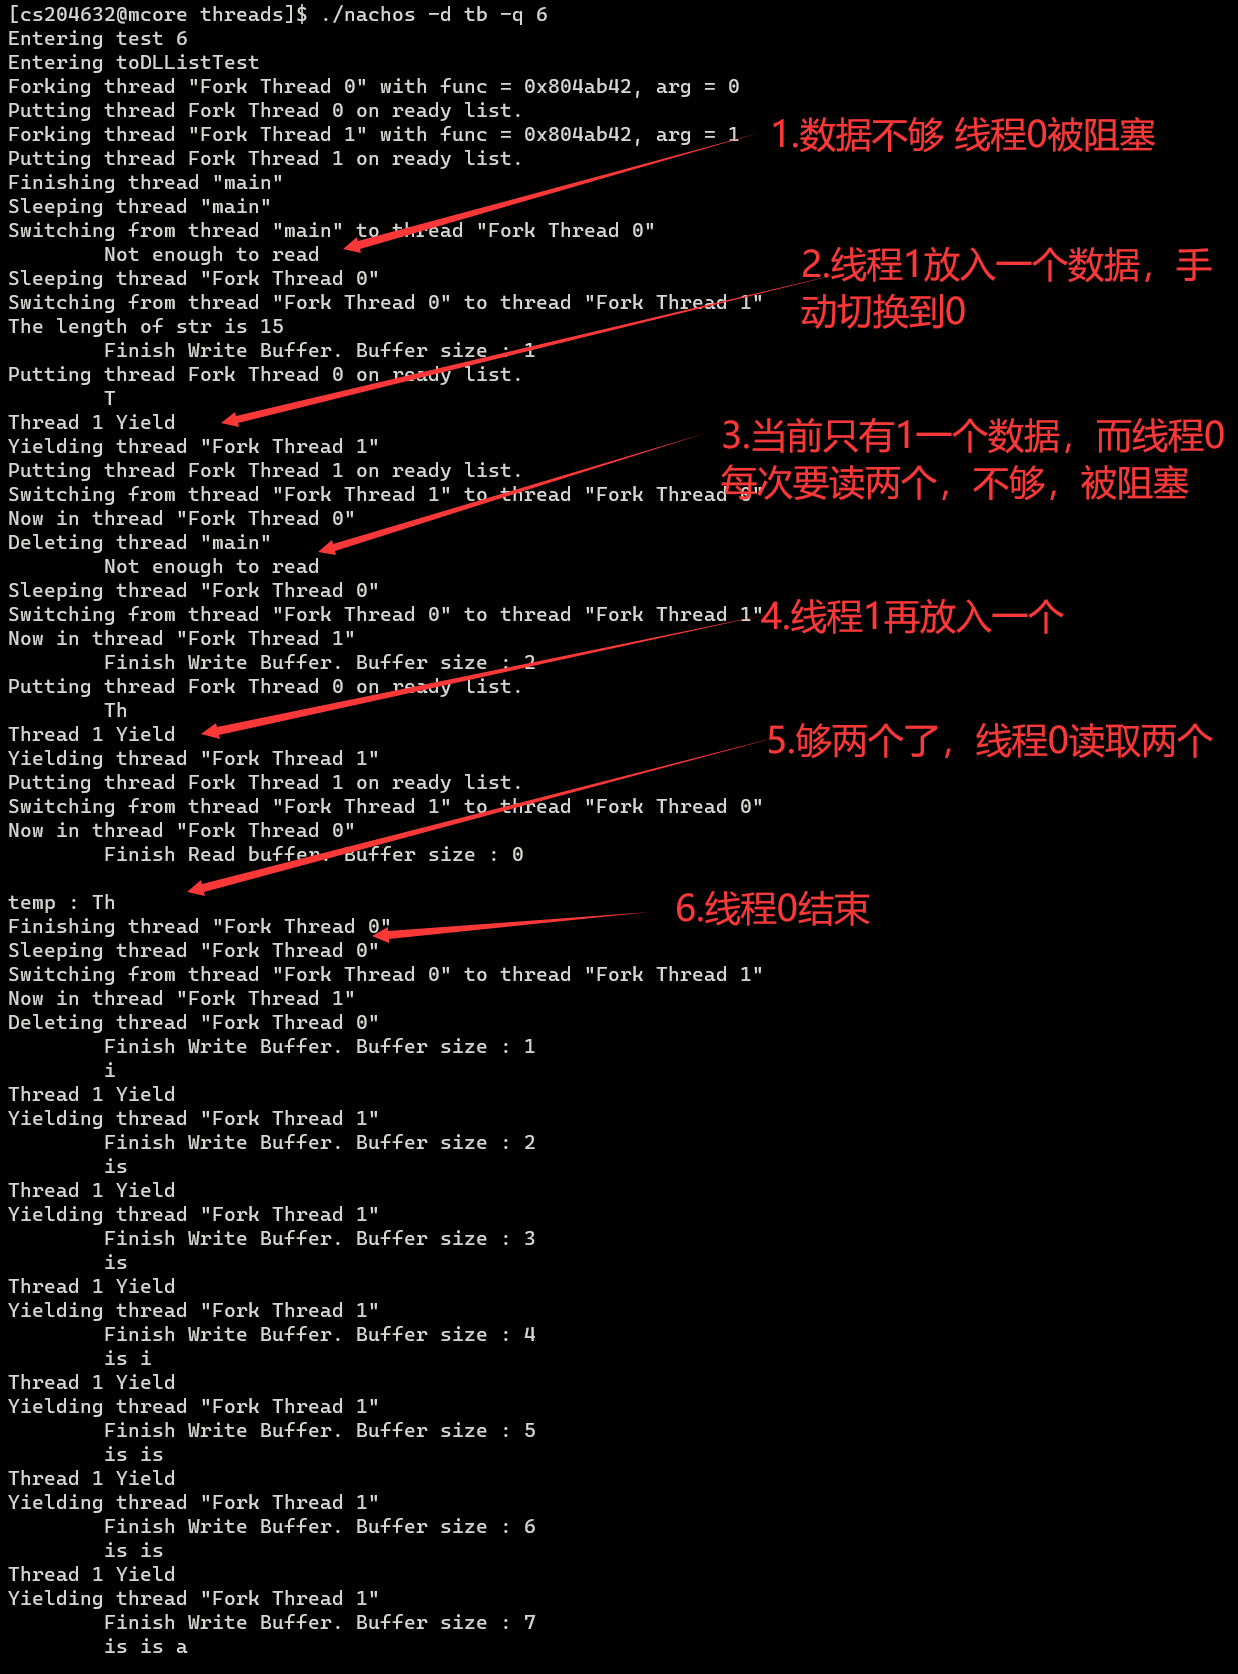 [cs204632@mcore threads]$ ./nachos -d tb -q 6
Entering test 6
Entering toDLListTest
Forking thread "Fork Thread 0" with func = 0x804ab42, arg = 0
Putting thread Fork Thread 0 on ready list.
Forking thread "Fork Thread 1" with func = 0x804ab42, arg = 1
1.数据不够 线程0被阻塞
Putting thread Fork Thread 1 on ready list.
Finishing thread "main"
Sleeping thread "main"
Switching from thread "main" to thread "Fork Thread 0"
Not enough to read
2.线程1放入一个数据，手
动切换到0
Sleeping thread "Fork Thread 0"
Switching from thread "Fork Thread 0" to thread "Fork Thread 1"
The length of str is 15
Finish Write Buffer. Buffer size : 1
Putting thread Fork Thread 0 on ready list.
T
Thread 1 Yield
3.当前只有1一个数据，而线程0
每次要读两个，不够，被阻塞
Yielding thread "Fork Thread 1"
Putting thread Fork Thread 1 on ready list.
Switching from thread "Fork Thread 1" to thread "Fork Thread 0"
Now in thread "Fork Thread 0"
Deleting thread "main"
Not enough to read
Sleeping thread "Fork Thread 0"
Switching from thread "Fork Thread 0" to thread "Fork Thread 1"
4.线程1再放入一个
Now in thread "Fork Thread 1"
Finish Write Buffer. Buffer size : 2
Putting thread Fork Thread 0 on ready list.
Th
Thread 1 Yield
5.够两个了，线程0读取两个
Yielding thread "Fork Thread 1"
Putting thread Fork Thread 1 on ready list.
Switching from thread "Fork Thread 1" to thread "Fork Thread 0"
Now in thread "Fork Thread 0"
Finish Read buffer. Buffer size : 0
temp : Th
6.线程0结束
Finishing thread "Fork Thread 0"
Sleeping thread "Fork Thread 0"
Switching from thread "Fork Thread 0" to thread "Fork Thread 1"
Now in thread "Fork Thread 1"
Deleting thread "Fork Thread 0"
Finish Write Buffer. Buffer size : 1
i
Thread 1 Yield
Yielding thread "Fork Thread 1"
Finish Write Buffer. Buffer size : 2
is
Thread 1 Yield
Yielding thread "Fork Thread 1"
Finish Write Buffer. Buffer size : 3
is
Thread 1 Yield
Yielding thread "Fork Thread 1"
Finish Write Buffer. Buffer size : 4
is i
Thread 1 Yield
Yielding thread "Fork Thread 1"
Finish Write Buffer. Buffer size : 5
is is
Thread 1 Yield
Yielding thread "Fork Thread 1"
Finish Write Buffer. Buffer size : 6
is is
Thread 1 Yield
Yielding thread "Fork Thread 1"
Finish Write Buffer. Buffer size : 7
is is a